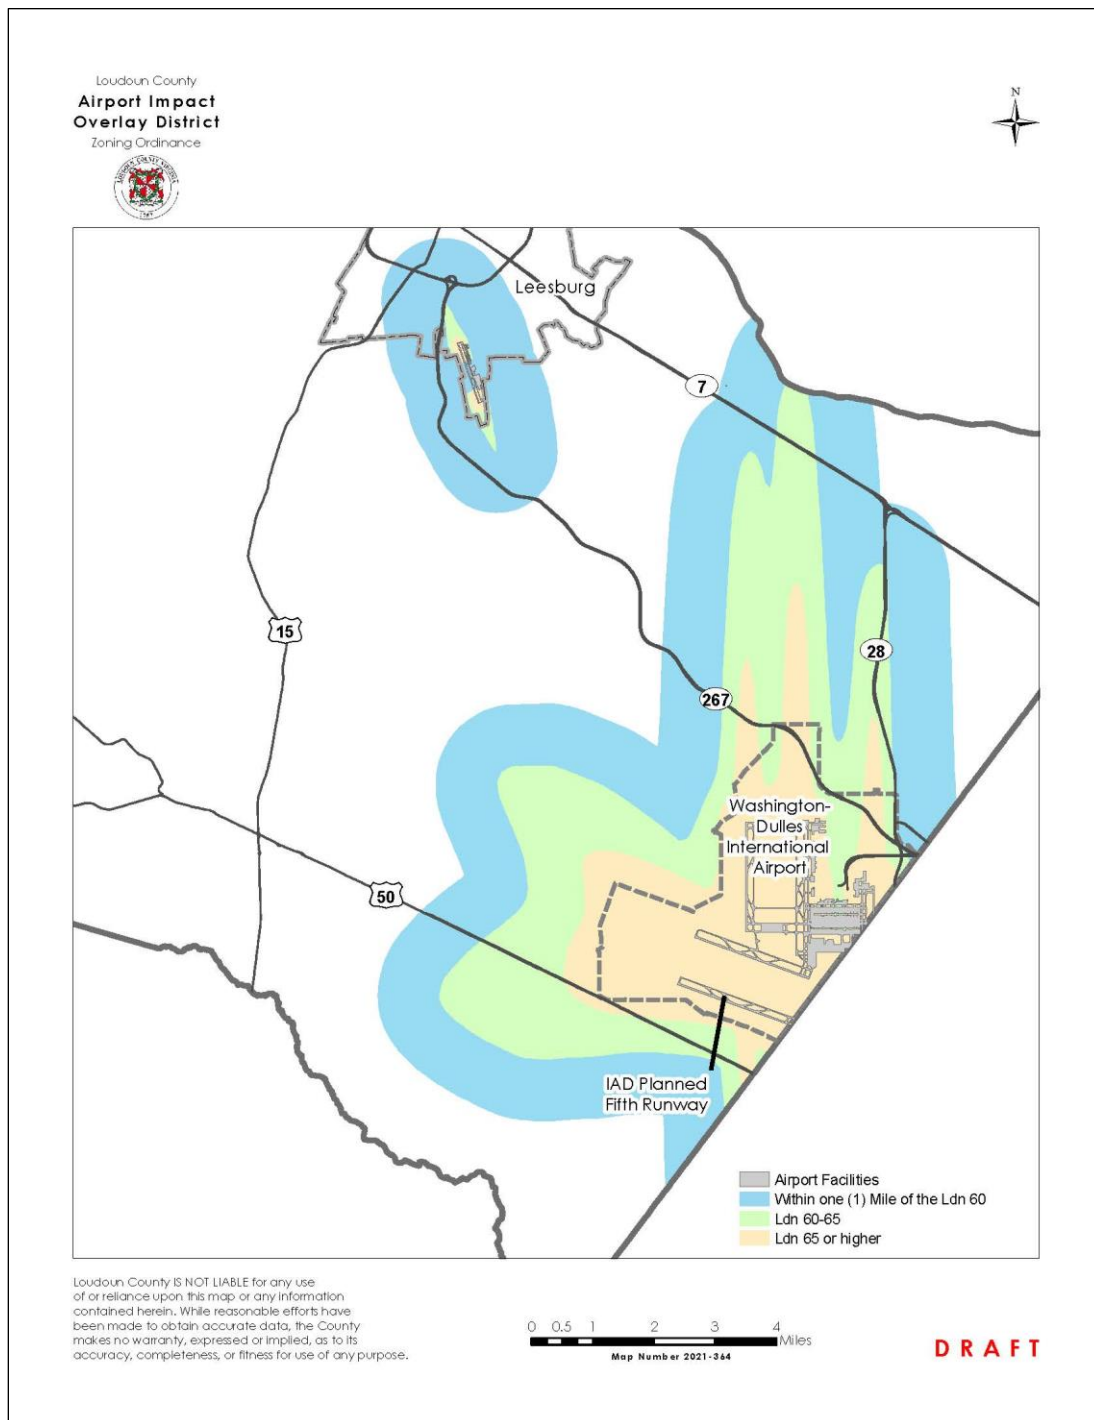 Loudoun County
Airport Impact
Overlay District
Zoning Ordinance
N
Leesburg
7
15
28
267
Washington-
Dulles
International
Airport
50
IAD Planned
Fifth Runway
Airport Facilities
Within one (1) Mile of the Ldn 60
Ldn 60-65
Ldn 65 or higher
Loudoun County IS NOT LIABLE for any use
of or reliance upon this map or any information
contained herein. While reasonable efforts have
been made to obtain accurate data, the County
makes no warranty, expressed or implied, as to its
accuracy, completeness, or fitness for use of any purpose.
0 0.5 1 2 3 4
Miles
Map Number 2021-364
DRAFT